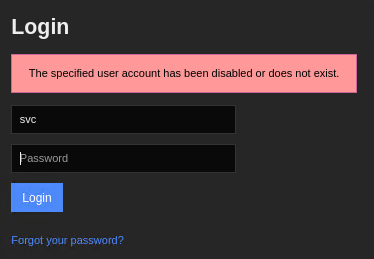 Login
The specified user account has been disabled or does not exist.
svc
Password
Login
Forgot your password?